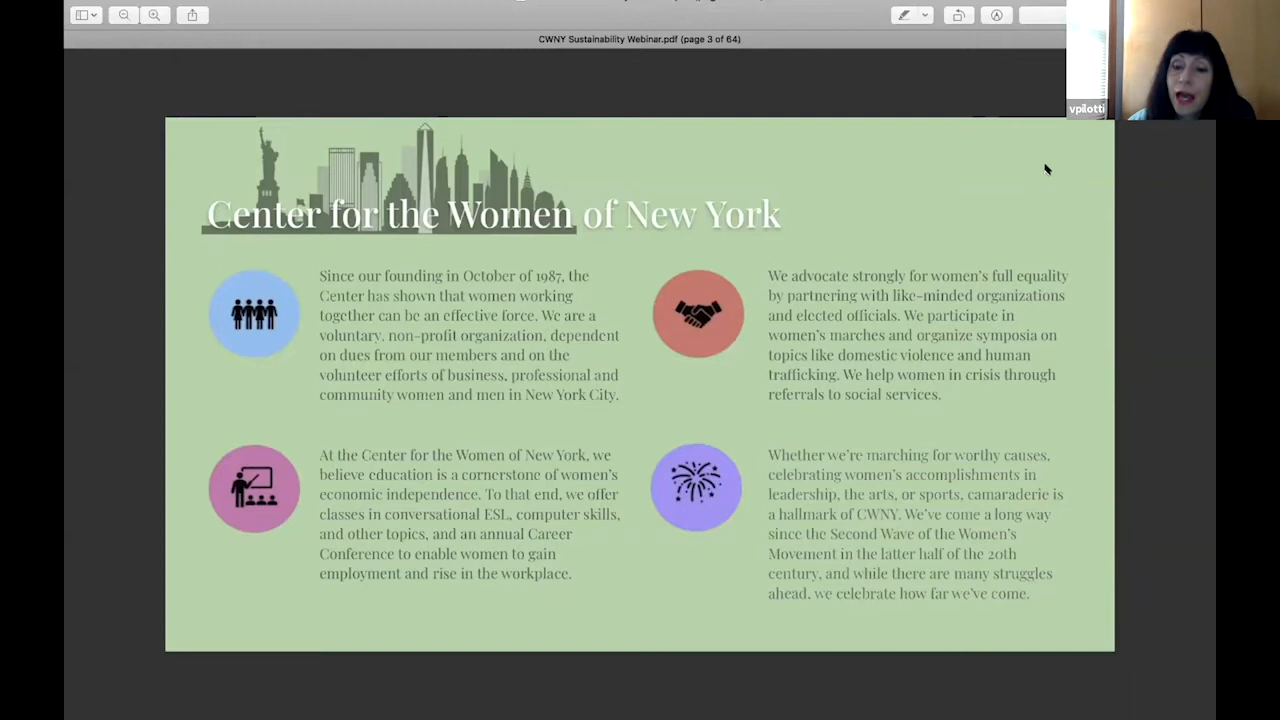 CWNY Sustainability Webinar.pdf (page 3 of 64)
vpilotti
Center for the Women of New York
Since our founding in October of 1987, the
Center has shown that women working
together can be an effective force. We are a
voluntary, non-profit organization, dependent
on dues from our members and on the
volunteer efforts of business, professional and
community women and men in New York City.
We advocate strongly for women's full equality
by partnering with like-minded organizations
and elected officials. We participate in
women's marches and organize symposia on
topics like domestic violence and human
trafficking. We help women in crisis through
referrals to social services.
At the Center for the Women of New York, we
believe education is a cornerstone of women's
economic independence. To that end, we offer
classes in conversational ESL, computer skills,
and other topics, and an annual Career
Conference to enable women to gain
employment and rise in the workplace.
Whether we're marching for worthy causes,
celebrating women's accomplishments in
leadership, the arts, or sports, camaraderie is
a hallmark of CWNY. We've come a long way
since the Second Wave of the Women's
Movement in the latter half of the 20th
century, and while there are many struggles
ahead, we celebrate how far we've come.